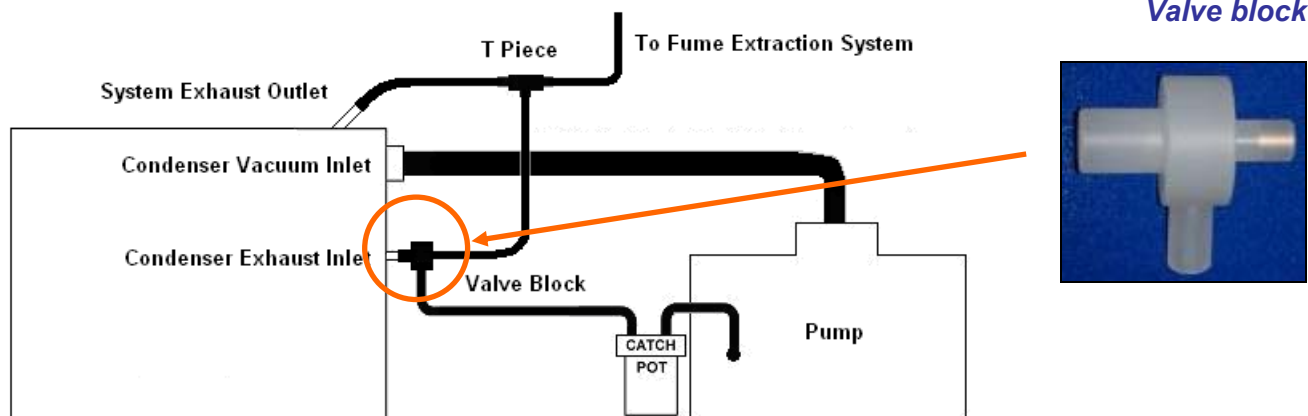 Valve block
To Fume Extraction System
T Piece
System Exhaust Outlet
Condenser Vacuum Inlet
Condenser Exhaust Inlet
Valve Block
CATCH
POT
Pump